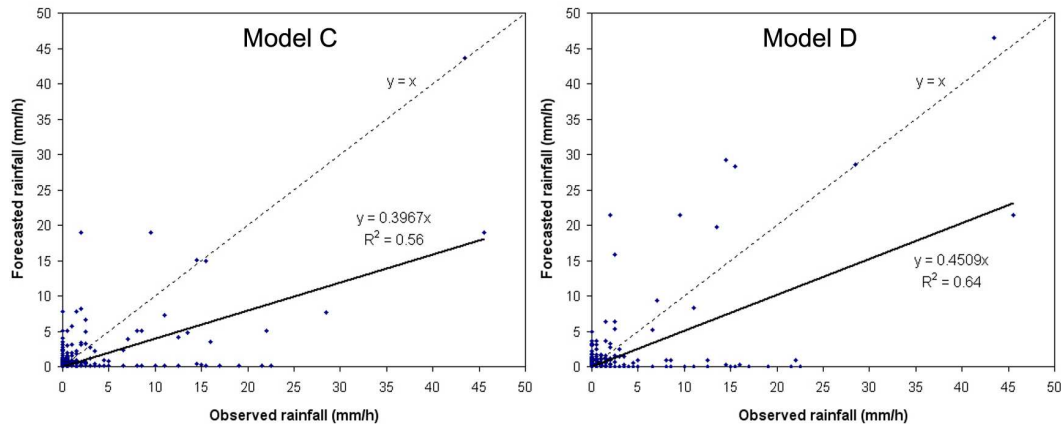 Model C
Forecasted rainfall (mm/h)
50
45
40
35
30
25
20
15
10
5
0
y = x
y = 0.3967x
R² = 0.56
0 5 10 15 20 25 30 35 40 45 50
Observed rainfall (mm/h)
Model D
Forecasted rainfall (mm/h)
50
45
40
35
30
25
20
15
10
5
0
y = x
y = 0.4509x
R² = 0.64
0 5 10 15 20 25 30 35 40 45 50
Observed rainfall (mm/h)